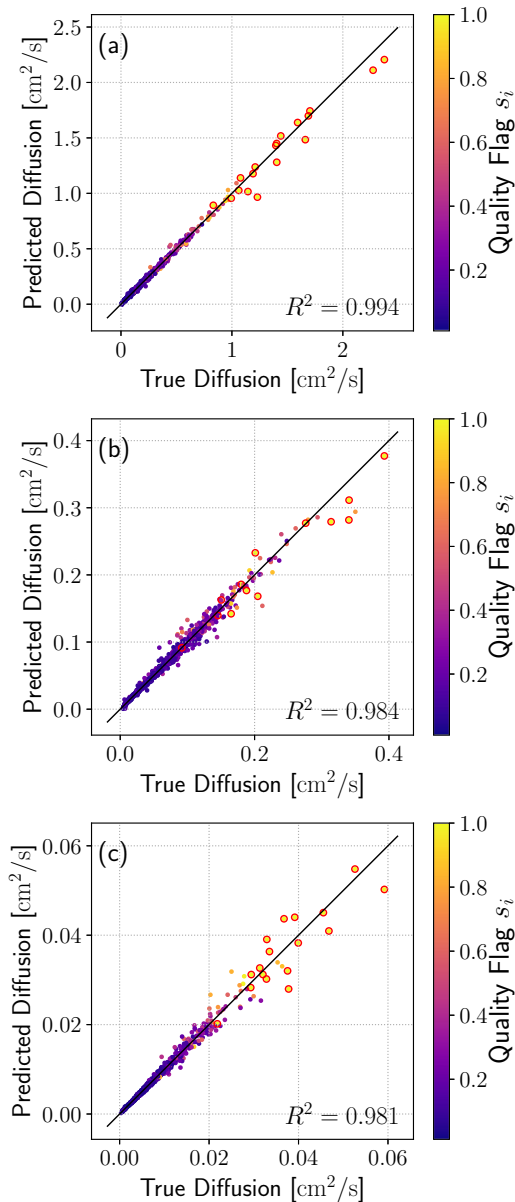 (a)
Predicted Diffusion [cm²/s]
2.5
2.0
1.5
1.0
0.5
0.0
0
1
2
True Diffusion [cm²/s]
R² = 0.994
1.0
0.8
0.6
0.4
0.2
Quality Flag sᵢ
(b)
Predicted Diffusion [cm²/s]
0.4
0.3
0.2
0.1
0.0
0.0
0.2
0.4
True Diffusion [cm²/s]
R² = 0.984
1.0
0.8
0.6
0.4
0.2
Quality Flag sᵢ
(c)
Predicted Diffusion [cm²/s]
0.06
0.04
0.02
0.00
0.00
0.02
0.04
0.06
True Diffusion [cm²/s]
R² = 0.981
1.0
0.8
0.6
0.4
0.2
Quality Flag sᵢ